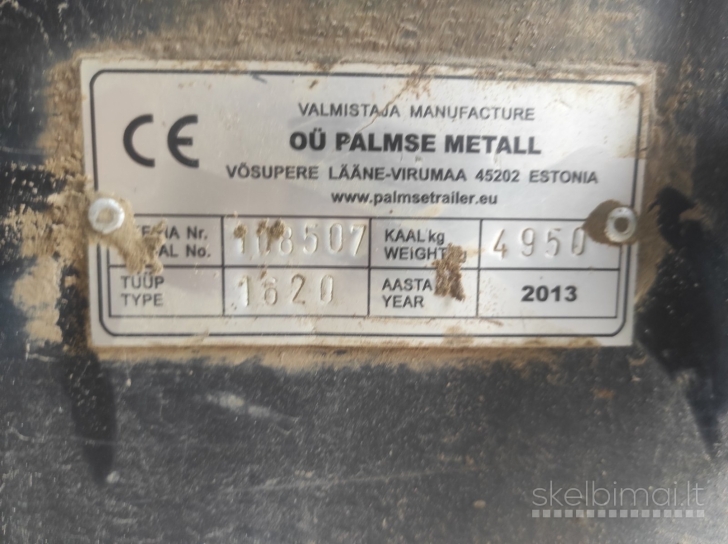 CE
VALMISTAJA MANUFACTURE
OÜ PALMSE METALL
VÕSUPERE LÄÄNE-VIRUMAA 45202 ESTONIA
www.palmsetrailer.eu
Nr. KAAL kg
No. 108507 WEIGHT 4950
TÜÜP AASTA
TYPE 1620 YEAR 2013
skelbimai.lt